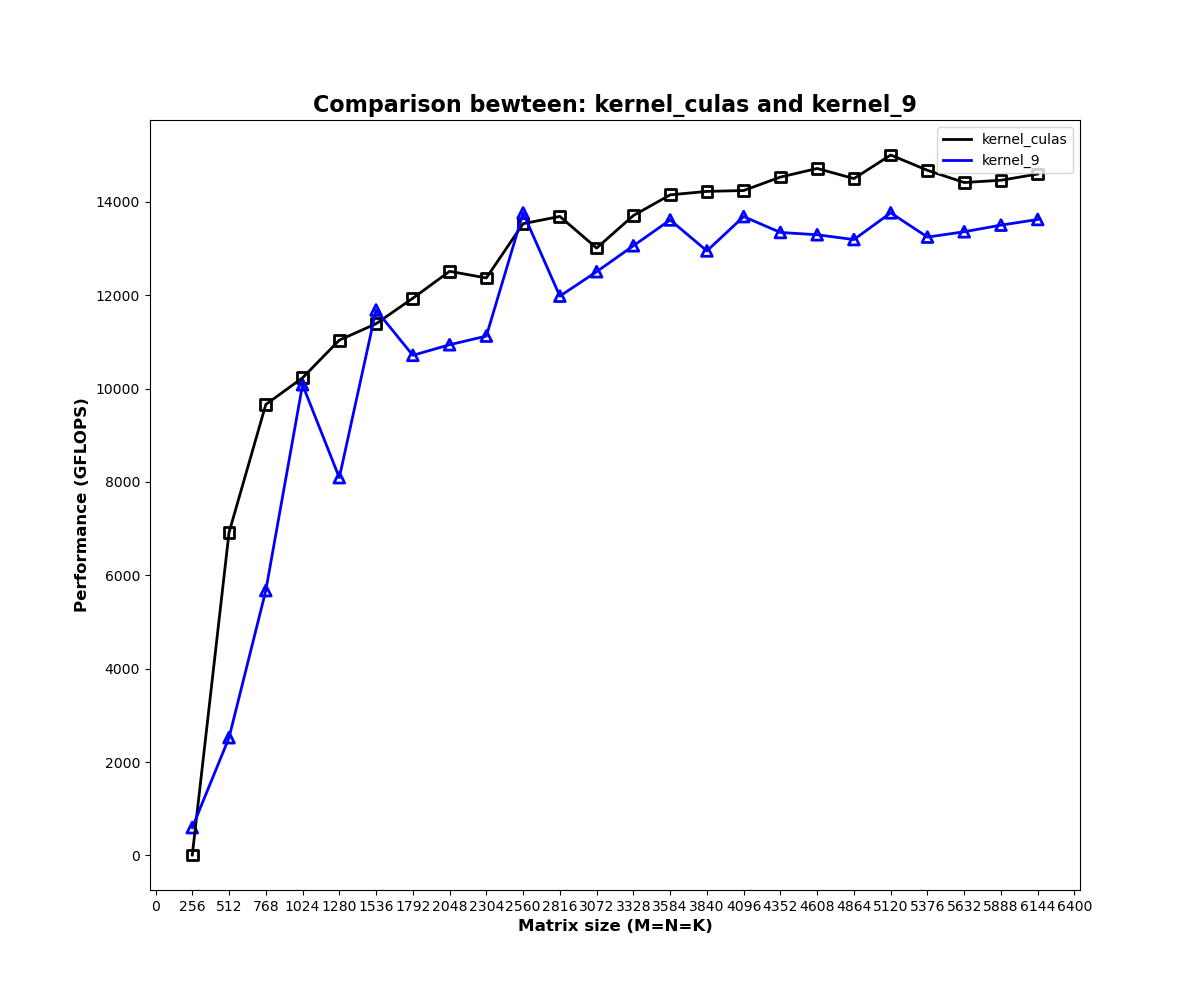 Comparison bewteen: kernel_culas and kernel_9
kernel_culas
kernel_9
Performance (GFLOPS)
14000
12000
10000
8000
6000
4000
2000
0
0 256 512 768 1024 1280 1536 1792 2048 2304 2560 2816 3072 3328 3584 3840 4096 4352 4608 4864 5120 5376 5632 5888 6144 6400
Matrix size (M=N=K)